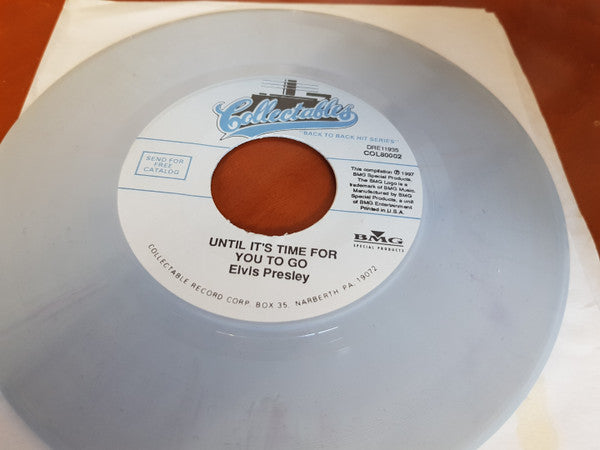 Collectables
"BACK TO BACK HIT SERIES"
DRE11935
COL80002
SEND FOR
FREE
CATALOG
This compilation ℗ 1997
BMG Special Products.
The BMG Logo is a
trademark of BMG Music.
Manufactured by BMG
Special Products, a unit
of BMG Entertainment
Printed in U.S.A.
BMG
SPECIAL PRODUCTS
UNTIL IT'S TIME FOR
YOU TO GO
Elvis Presley
COLLECTABLE RECORD CORP. BOX 35, NARBERTH PA. 19072